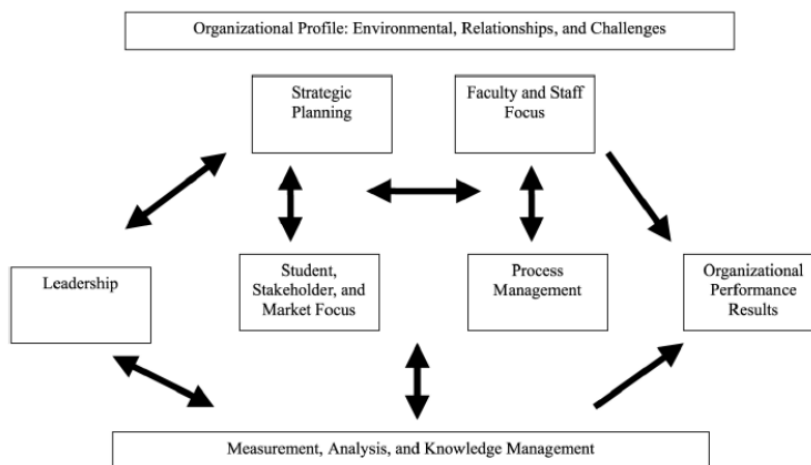 Organizational Profile: Environmental, Relationships, and Challenges
Strategic
Planning
Faculty and Staff
Focus
Leadership
Student,
Stakeholder, and
Market Focus
Process
Management
Organizational
Performance
Results
Measurement, Analysis, and Knowledge Management